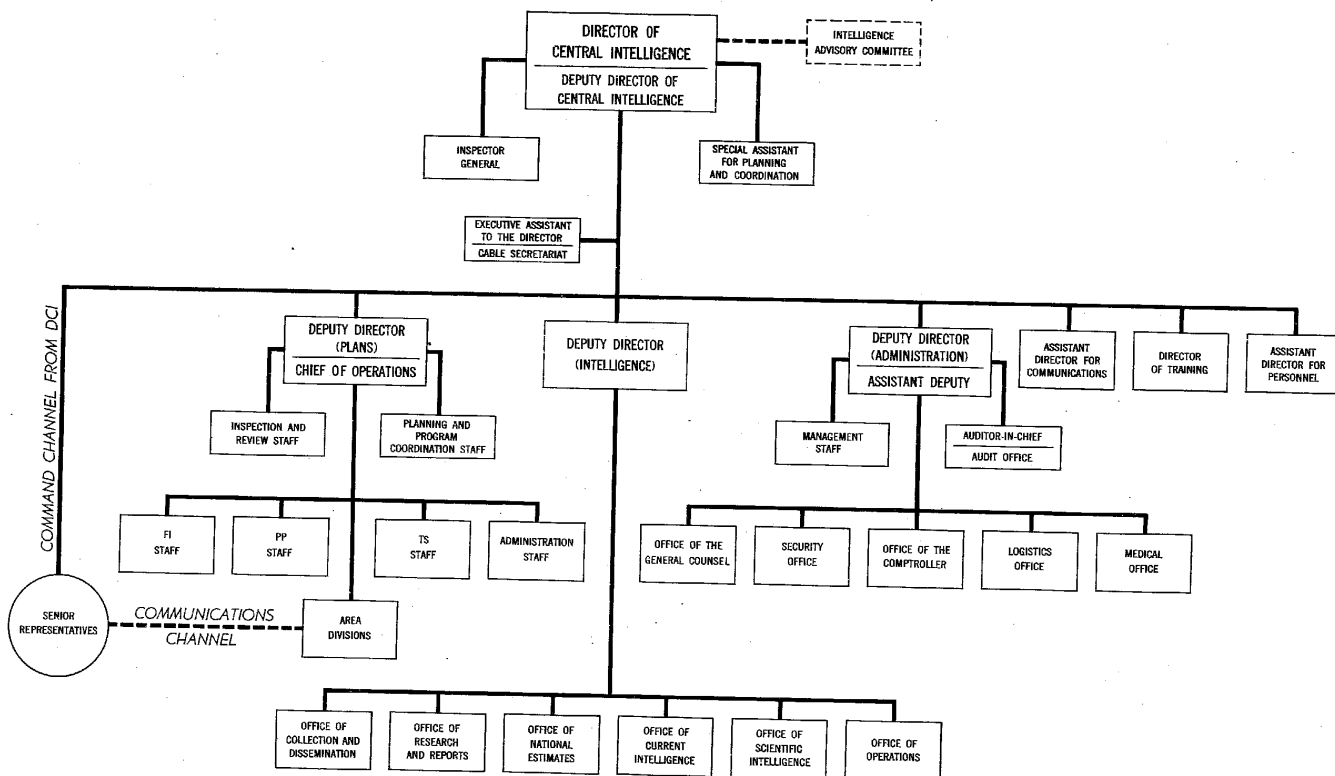 DIRECTOR OF
CENTRAL INTELLIGENCE
DEPUTY DIRECTOR OF
CENTRAL INTELLIGENCE
INTELLIGENCE
ADVISORY COMMITTEE
INSPECTOR
GENERAL
SPECIAL ASSISTANT
FOR PLANNING
AND COORDINATION
EXECUTIVE ASSISTANT
TO THE DIRECTOR
CABLE SECRETARIAT
COMMAND CHANNEL FROM DCI
DEPUTY DIRECTOR
(PLANS)
CHIEF OF OPERATIONS
DEPUTY DIRECTOR
(INTELLIGENCE)
DEPUTY DIRECTOR
(ADMINISTRATION)
ASSISTANT DEPUTY
ASSISTANT
DIRECTOR FOR
COMMUNICATIONS
DIRECTOR
OF TRAINING
ASSISTANT
DIRECTOR FOR
PERSONNEL
INSPECTION AND
REVIEW STAFF
PLANNING AND
PROGRAM
COORDINATION STAFF
MANAGEMENT
STAFF
AUDITOR-IN-CHIEF
AUDIT OFFICE
FI
STAFF
PP
STAFF
TS
STAFF
ADMINISTRATION
STAFF
OFFICE OF THE
GENERAL COUNSEL
SECURITY
OFFICE
OFFICE OF THE
COMPTROLLER
LOGISTICS
OFFICE
MEDICAL
OFFICE
SENIOR
REPRESENTATIVES
COMMUNICATIONS
CHANNEL
AREA
DIVISIONS
OFFICE OF
COLLECTION AND
DISSEMINATION
OFFICE OF
RESEARCH
AND REPORTS
OFFICE OF
NATIONAL
ESTIMATES
OFFICE OF
CURRENT
INTELLIGENCE
OFFICE OF
SCIENTIFIC
INTELLIGENCE
OFFICE OF
OPERATIONS